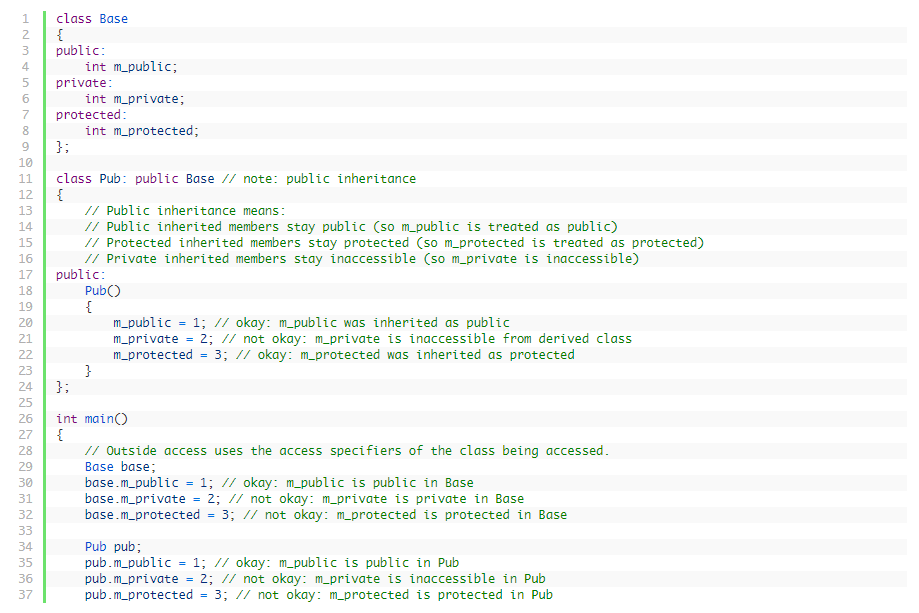 1 class Base
2 {
3 public:
4     int m_public;
5 private:
6     int m_private;
7 protected:
8     int m_protected;
9 };
10
11 class Pub: public Base // note: public inheritance
12 {
13     // Public inheritance means:
14     // Public inherited members stay public (so m_public is treated as public)
15     // Protected inherited members stay protected (so m_protected is treated as protected)
16     // Private inherited members stay inaccessible (so m_private is inaccessible)
17 public:
18     Pub()
19     {
20         m_public = 1; // okay: m_public was inherited as public
21         m_private = 2; // not okay: m_private is inaccessible from derived class
22         m_protected = 3; // okay: m_protected was inherited as protected
23     }
24 };
25
26 int main()
27 {
28     // Outside access uses the access specifiers of the class being accessed.
29     Base base;
30     base.m_public = 1; // okay: m_public is public in Base
31     base.m_private = 2; // not okay: m_private is private in Base
32     base.m_protected = 3; // not okay: m_protected is protected in Base
33
34     Pub pub;
35     pub.m_public = 1; // okay: m_public is public in Pub
36     pub.m_private = 2; // not okay: m_private is inaccessible in Pub
37     pub.m_protected = 3; // not okay: m_protected is protected in Pub